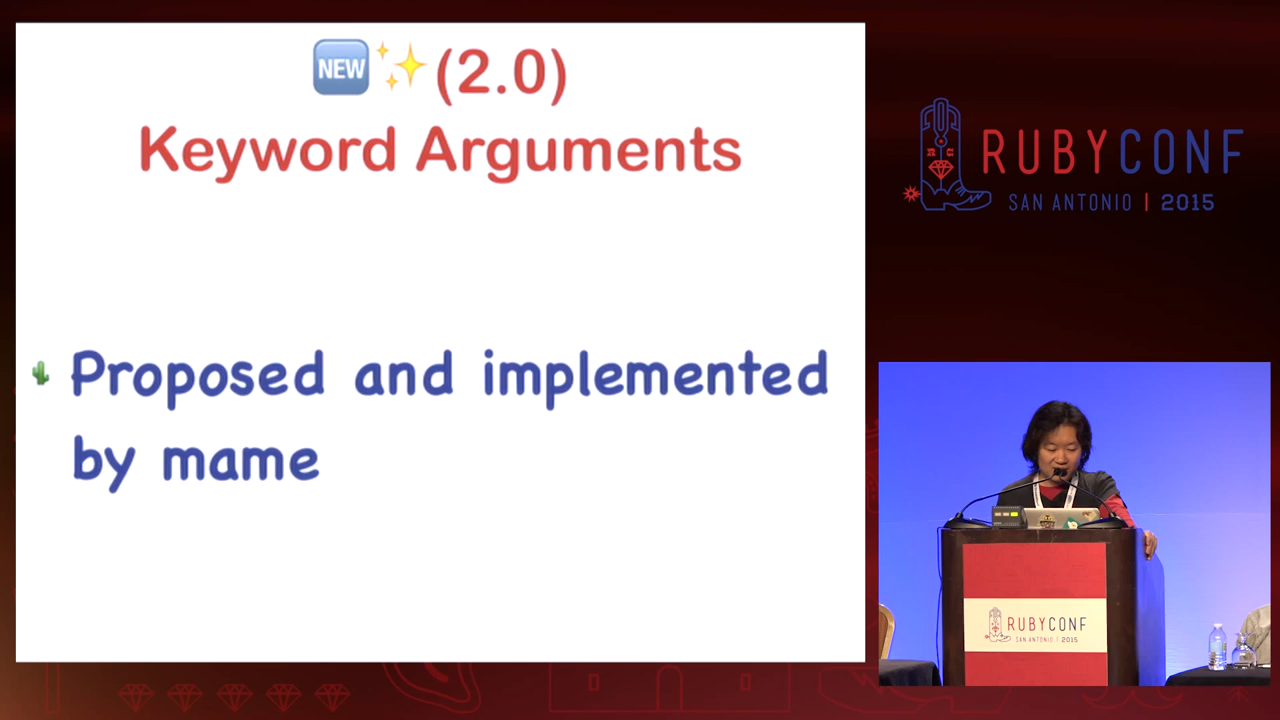 NEW (2.0)
Keyword Arguments
Proposed and implemented
by mame
RUBYCONF
SAN ANTONIO | 2015
RUBYCONF
SAN ANTONIO | 2015